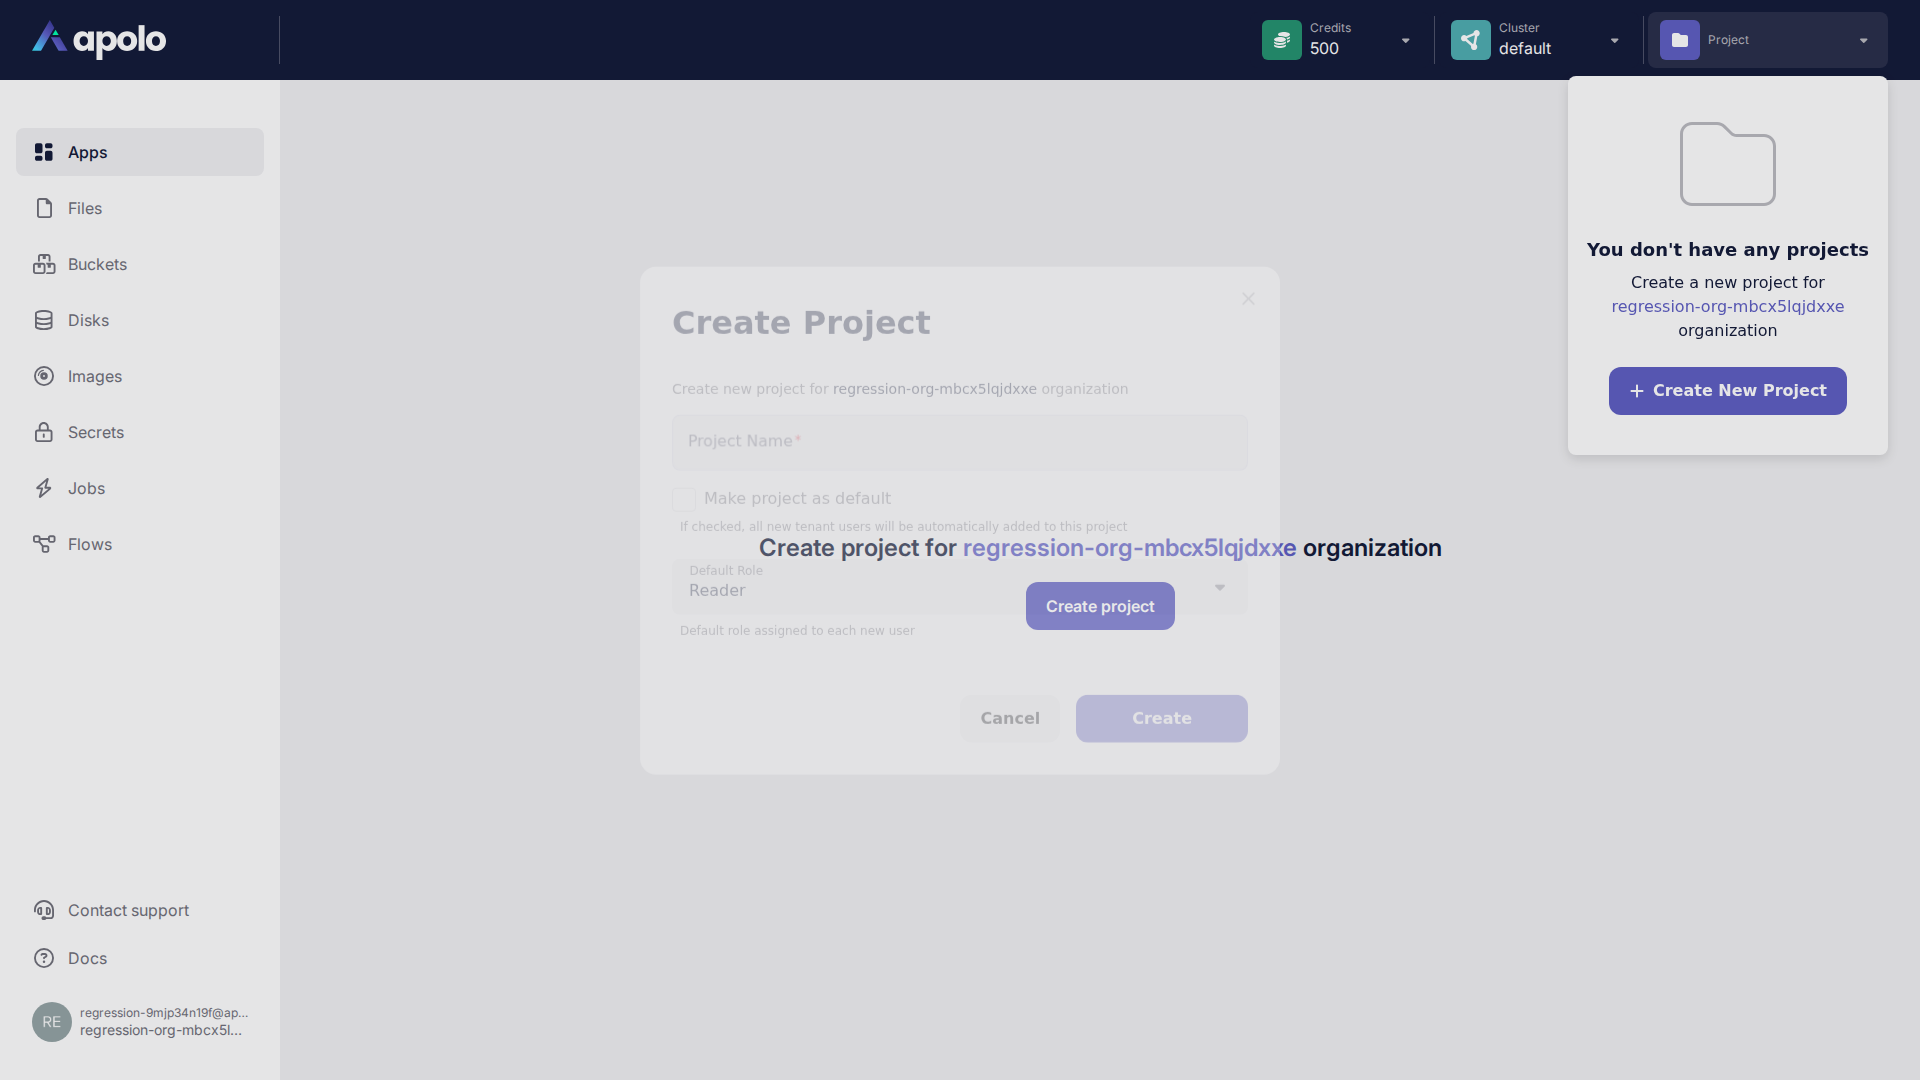 apolo
Credits
500
Cluster
default
Project
Apps
Files
Buckets
Disks
Images
Secrets
Jobs
Flows
Contact support
Docs
RE
regression-9mjp34n19f@ap...
regression-org-mbcx5l...
You don't have any projects
Create a new project for
regression-org-mbcx5lqjdxxe
organization
+ Create New Project
Create Project
Create new project for regression-org-mbcx5lqjdxxe organization
Project Name*
Make project as default
If checked, all new tenant users will be automatically added to this project
Create project for regression-org-mbcx5lqjdxxe organization
Default Role
Reader
Create project
Default role assigned to each new user
Cancel
Create